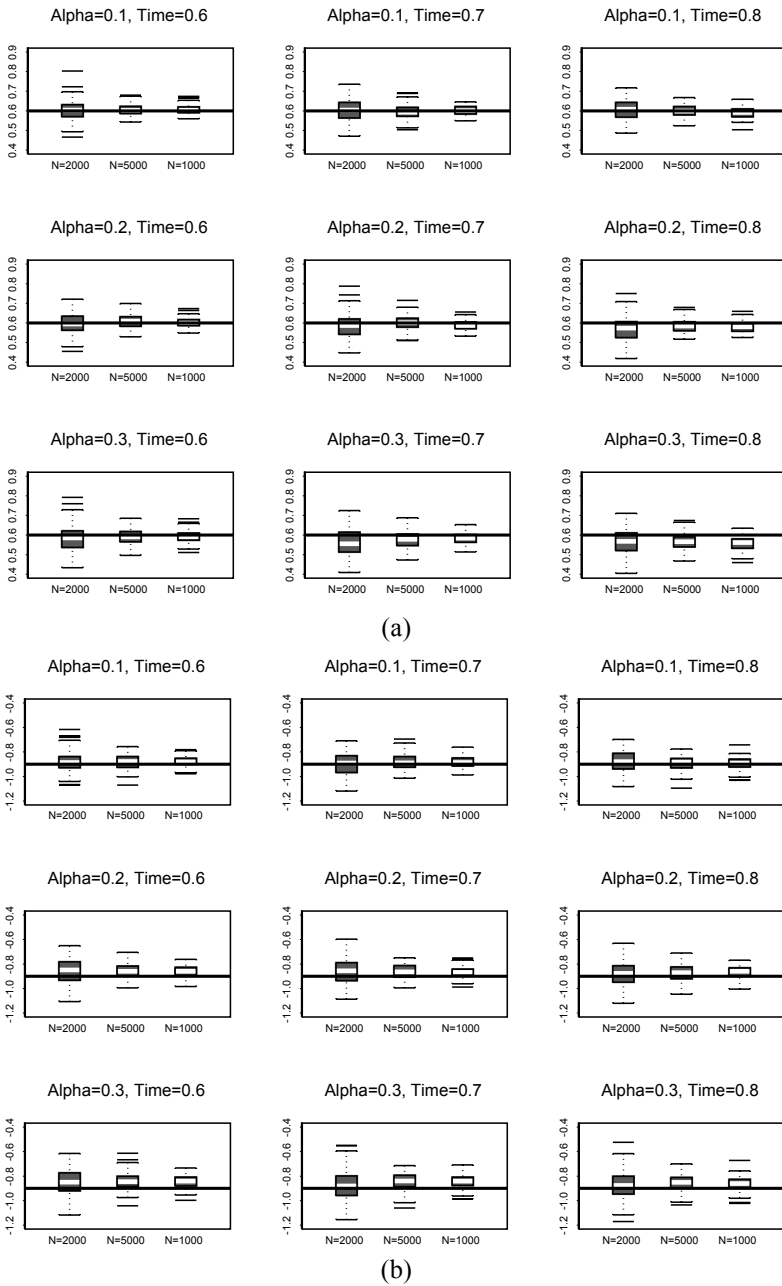 Alpha=0.1, Time=0.6 Alpha=0.1, Time=0.7 Alpha=0.1, Time=0.8
0.4 0.5 0.6 0.7 0.8 0.9 0.4 0.5 0.6 0.7 0.8 0.9 0.4 0.5 0.6 0.7 0.8 0.9
N=2000 N=5000 N=1000 N=2000 N=5000 N=1000 N=2000 N=5000 N=1000
Alpha=0.2, Time=0.6 Alpha=0.2, Time=0.7 Alpha=0.2, Time=0.8
0.4 0.5 0.6 0.7 0.8 0.9 0.4 0.5 0.6 0.7 0.8 0.9 0.4 0.5 0.6 0.7 0.8 0.9
N=2000 N=5000 N=1000 N=2000 N=5000 N=1000 N=2000 N=5000 N=1000
Alpha=0.3, Time=0.6 Alpha=0.3, Time=0.7 Alpha=0.3, Time=0.8
0.4 0.5 0.6 0.7 0.8 0.9 0.4 0.5 0.6 0.7 0.8 0.9 0.4 0.5 0.6 0.7 0.8 0.9
N=2000 N=5000 N=1000 N=2000 N=5000 N=1000 N=2000 N=5000 N=1000
(a)
Alpha=0.1, Time=0.6 Alpha=0.1, Time=0.7 Alpha=0.1, Time=0.8
-1.2 -1.0 -0.8 -0.6 -0.4 -1.2 -1.0 -0.8 -0.6 -0.4 -1.2 -1.0 -0.8 -0.6 -0.4
N=2000 N=5000 N=1000 N=2000 N=5000 N=1000 N=2000 N=5000 N=1000
Alpha=0.2, Time=0.6 Alpha=0.2, Time=0.7 Alpha=0.2, Time=0.8
-1.2 -1.0 -0.8 -0.6 -0.4 -1.2 -1.0 -0.8 -0.6 -0.4 -1.2 -1.0 -0.8 -0.6 -0.4
N=2000 N=5000 N=1000 N=2000 N=5000 N=1000 N=2000 N=5000 N=1000
Alpha=0.3, Time=0.6 Alpha=0.3, Time=0.7 Alpha=0.3, Time=0.8
-1.2 -1.0 -0.8 -0.6 -0.4 -1.2 -1.0 -0.8 -0.6 -0.4 -1.2 -1.0 -0.8 -0.6 -0.4
N=2000 N=5000 N=1000 N=2000 N=5000 N=1000 N=2000 N=5000 N=1000
(b)